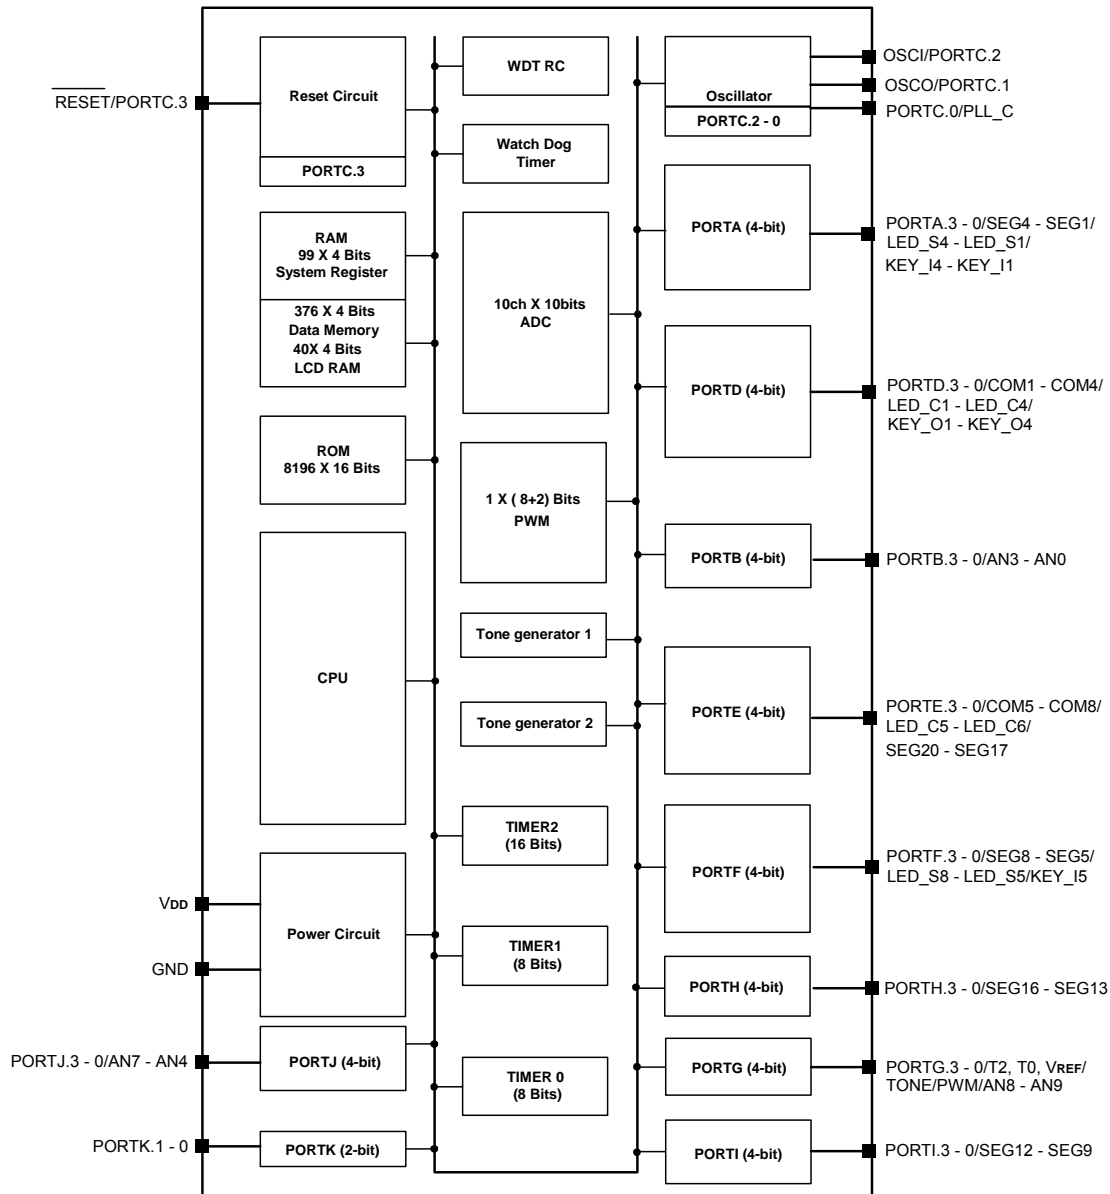 RESET/PORTC.3
VDD
GND
PORTJ.3 - 0/AN7 - AN4
PORTK.1 - 0
Reset Circuit
PORTC.3
RAM
99 X 4 Bits
System Register
376 X 4 Bits
Data Memory
40X 4 Bits
LCD RAM
ROM
8196 X 16 Bits
CPU
Power Circuit
PORTJ (4-bit)
PORTK (2-bit)
WDT RC
Watch Dog
Timer
10ch X 10bits
ADC
1 X ( 8+2) Bits
PWM
Tone generator 1
Tone generator 2
TIMER2
(16 Bits)
TIMER1
(8 Bits)
TIMER 0
(8 Bits)
Oscillator
PORTC.2 - 0
PORTA (4-bit)
PORTD (4-bit)
PORTB (4-bit)
PORTE (4-bit)
PORTF (4-bit)
PORTH (4-bit)
PORTG (4-bit)
PORTI (4-bit)
OSCI/PORTC.2
OSCO/PORTC.1
PORTC.0/PLL_C
PORTA.3 - 0/SEG4 - SEG1/
LED_S4 - LED_S1/
KEY_I4 - KEY_I1
PORTD.3 - 0/COM1 - COM4/
LED_C1 - LED_C4/
KEY_O1 - KEY_O4
PORTB.3 - 0/AN3 - AN0
PORTE.3 - 0/COM5 - COM8/
LED_C5 - LED_C6/
SEG20 - SEG17
PORTF.3 - 0/SEG8 - SEG5/
LED_S8 - LED_S5/KEY_I5
PORTH.3 - 0/SEG16 - SEG13
PORTG.3 - 0/T2, T0, VREF/
TONE/PWM/AN8 - AN9
PORTI.3 - 0/SEG12 - SEG9